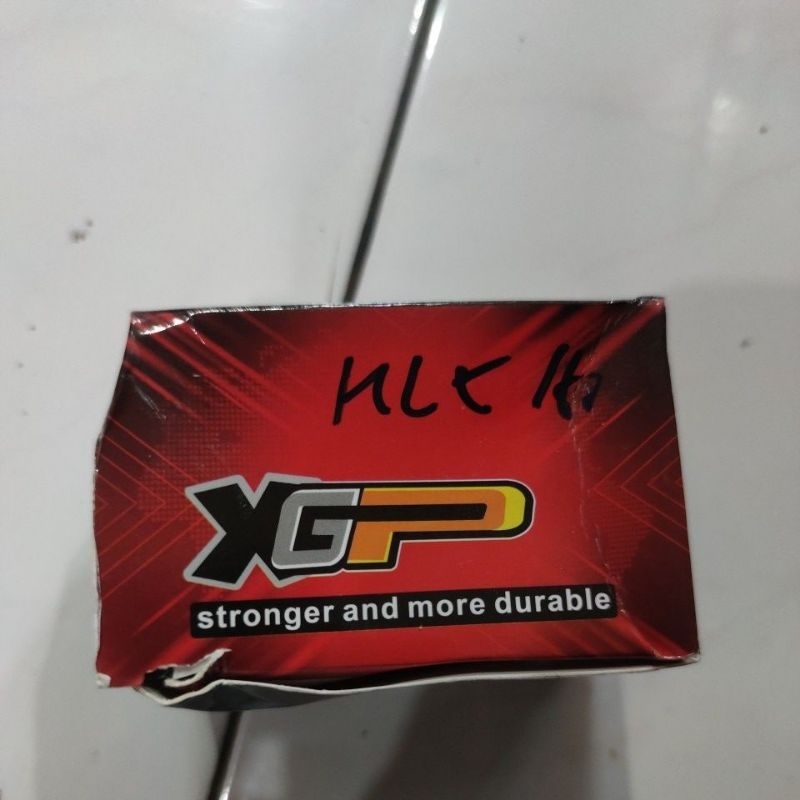 XGP
stronger and more durable